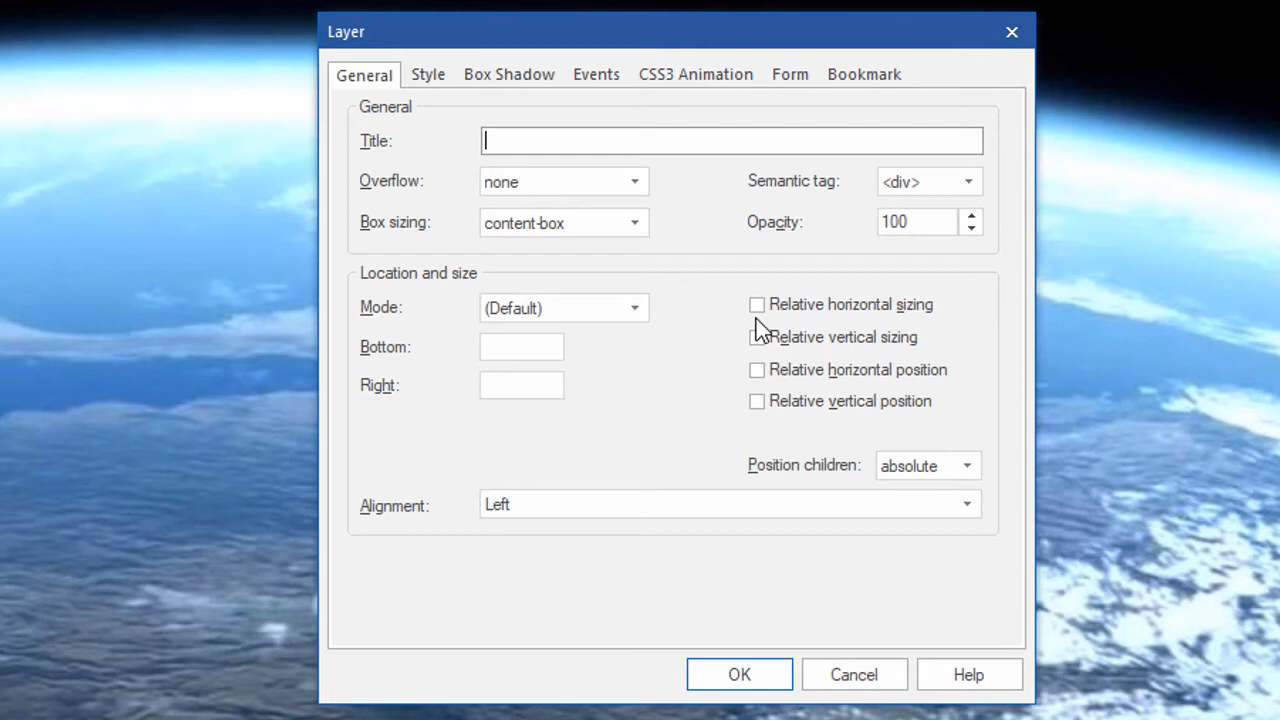 Layer
General Style Box Shadow Events CSS3 Animation Form Bookmark
General
Title:
Overflow: none Semantic tag: <div>
Box sizing: content-box Opacity: 100
Location and size
Mode: (Default) Relative horizontal sizing
Bottom: Relative vertical sizing
Right: Relative horizontal position
Relative vertical position
Position children: absolute
Alignment: Left
OK Cancel Help